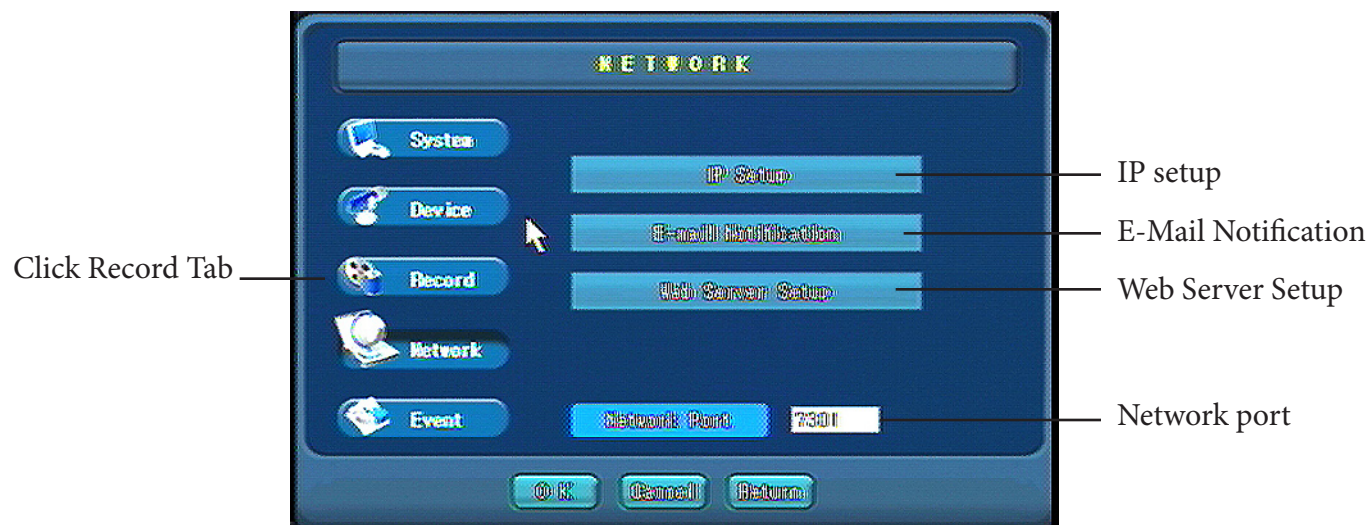 NETWORK
System
IP Setup
IP setup
Device
E-mail Notification
E-Mail Notification
Click Record Tab
Record
Web Server Setup
Web Server Setup
Network
Event
Network Port
7301
Network port
OK
Cancel
Return